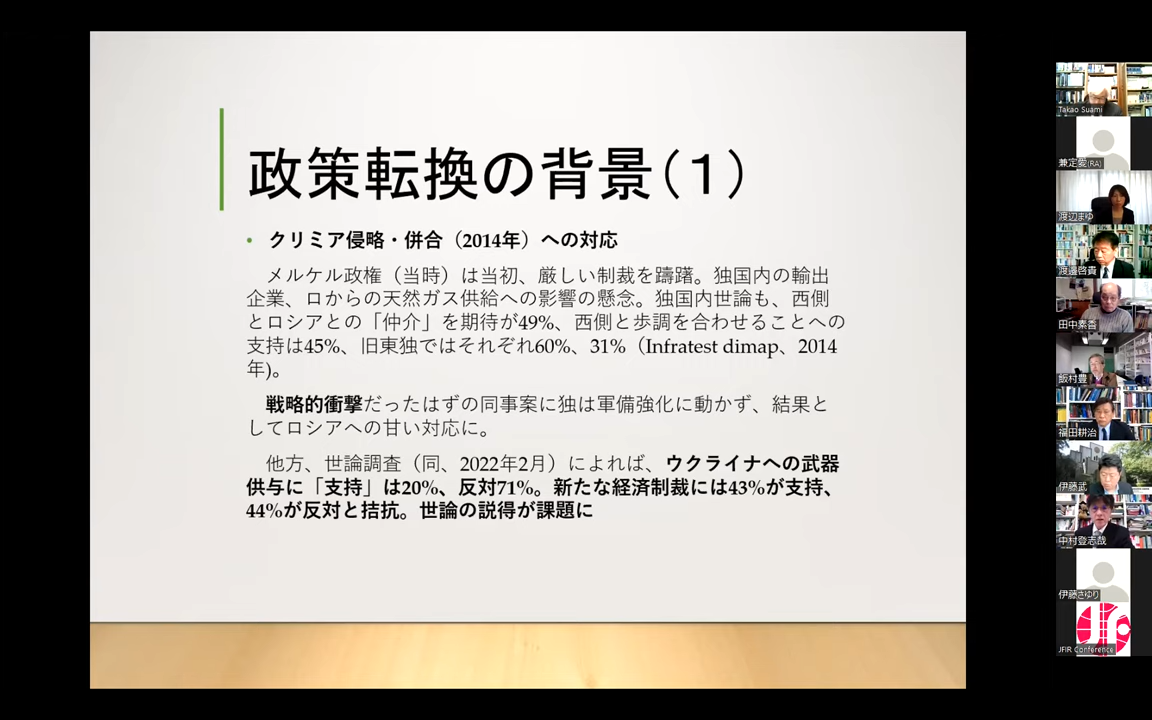 政策転換の背景（１）
• クリミア侵略・併合（2014年）への対応
メルケル政権（当時）は当初、厳しい制裁を躊躇。独国内の輸出
企業、ロからの天然ガス供給への影響の懸念。独国内世論も、西側
とロシアとの「仲介」を期待が49%、西側と歩調を合わせることへの
支持は45%、旧東独ではそれぞれ60%、31%（Infratest dimap、2014
年)。
戦略的衝撃だったはずの同事案に独は軍備強化に動かず、結果と
してロシアへの甘い対応に。
他方、世論調査（同、2022年2月）によれば、ウクライナへの武器
供与に「支持」は20%、反対71%。新たな経済制裁には43%が支持、
44%が反対と拮抗。世論の説得が課題に
Takao Suami
兼定愛(RA)
渡辺まゆ
渡邊啓貴
田中素香
飯村豊
福田耕治
伊藤武
中村登志哉
伊藤さゆり
JFIR Conference